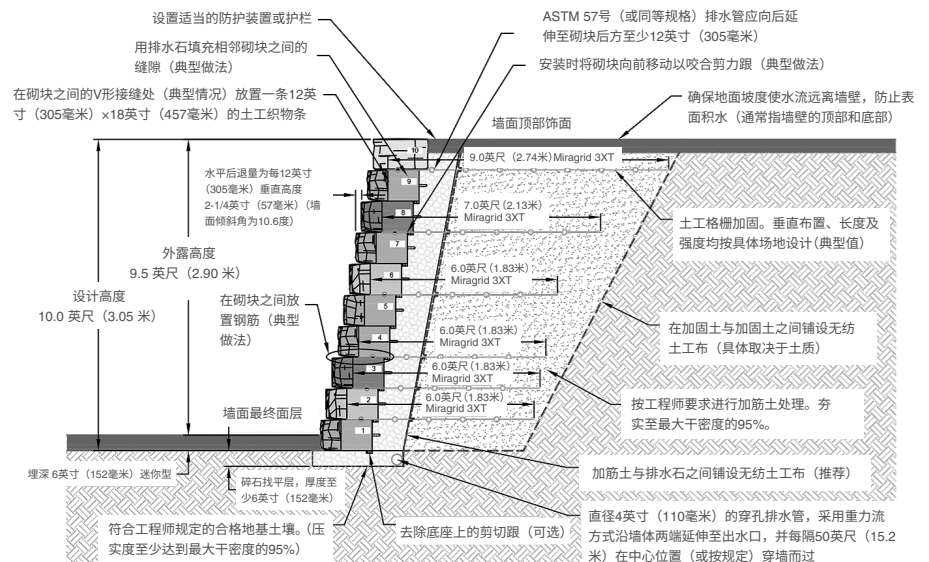 设置适当的防护装置或护栏
ASTM 57号（或同等规格）排水管应向后延
伸至砌块后方至少12英寸（305毫米）
用排水石填充相邻砌块之间的
缝隙（典型做法）
安装时将砌块向前移动以咬合剪力跟（典型做法）
在砌块之间的V形接缝处（典型情况）放置一条12英
寸（305毫米）×18英寸（457毫米）的土工织物条
确保地面坡度使水流远离墙壁，防止表
面积水（通常指墙壁的顶部和底部）
墙面顶部饰面
10
9.0英尺（2.74米）Miragrid 3XT
水平后退量为每12英寸
（305毫米）垂直高度
2-1/4英寸（57毫米）（墙
面倾斜角为10.6度）
9
8
7.0英尺（2.13米）
Miragrid 3XT
土工格栅加固。垂直布置、长度及
强度均按具体场地设计（典型值）
7
外露高度
9.5 英尺（2.90 米）
6
6.0英尺（1.83米）
Miragrid 3XT
设计高度
10.0 英尺（3.05 米）
在砌块之间放
置钢筋（典型
做法）
5
在加固土与加固土之间铺设无纺
土工布（具体取决于土质）
4
6.0英尺（1.83米）
Miragrid 3XT
3
6.0英尺（1.83米）
Miragrid 3XT
2
6.0英尺（1.83米）
Miragrid 3XT
按工程师要求进行加筋土处理。夯
实至最大干密度的95%。
墙面最终面层
1
埋深 6英寸（152毫米）迷你型
碎石找平层，厚度至
少6英寸（152毫米）
加筋土与排水石之间铺设无纺土工布（推荐）
符合工程师规定的合格地基土壤。（压
实度至少达到最大干密度的95%）
去除底座上的剪切跟（可选）
直径4英寸（110毫米）的穿孔排水管，采用重力流
方式沿墙体两端延伸至出水口，并每隔50英尺（15.2
米）在中心位置（或按规定）穿墙而过